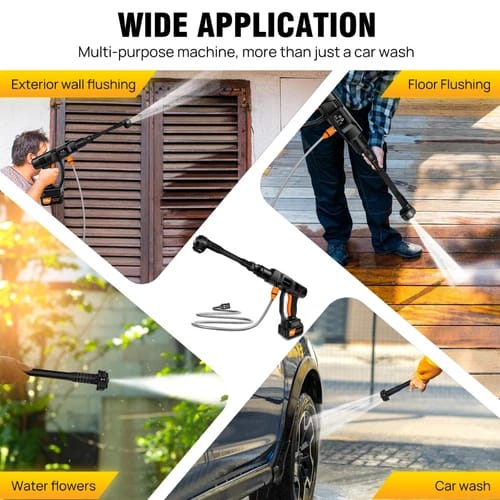 WIDE APPLICATION
Multi-purpose machine, more than just a car wash
Exterior wall flushing
Floor Flushing
Water flowers
Car wash